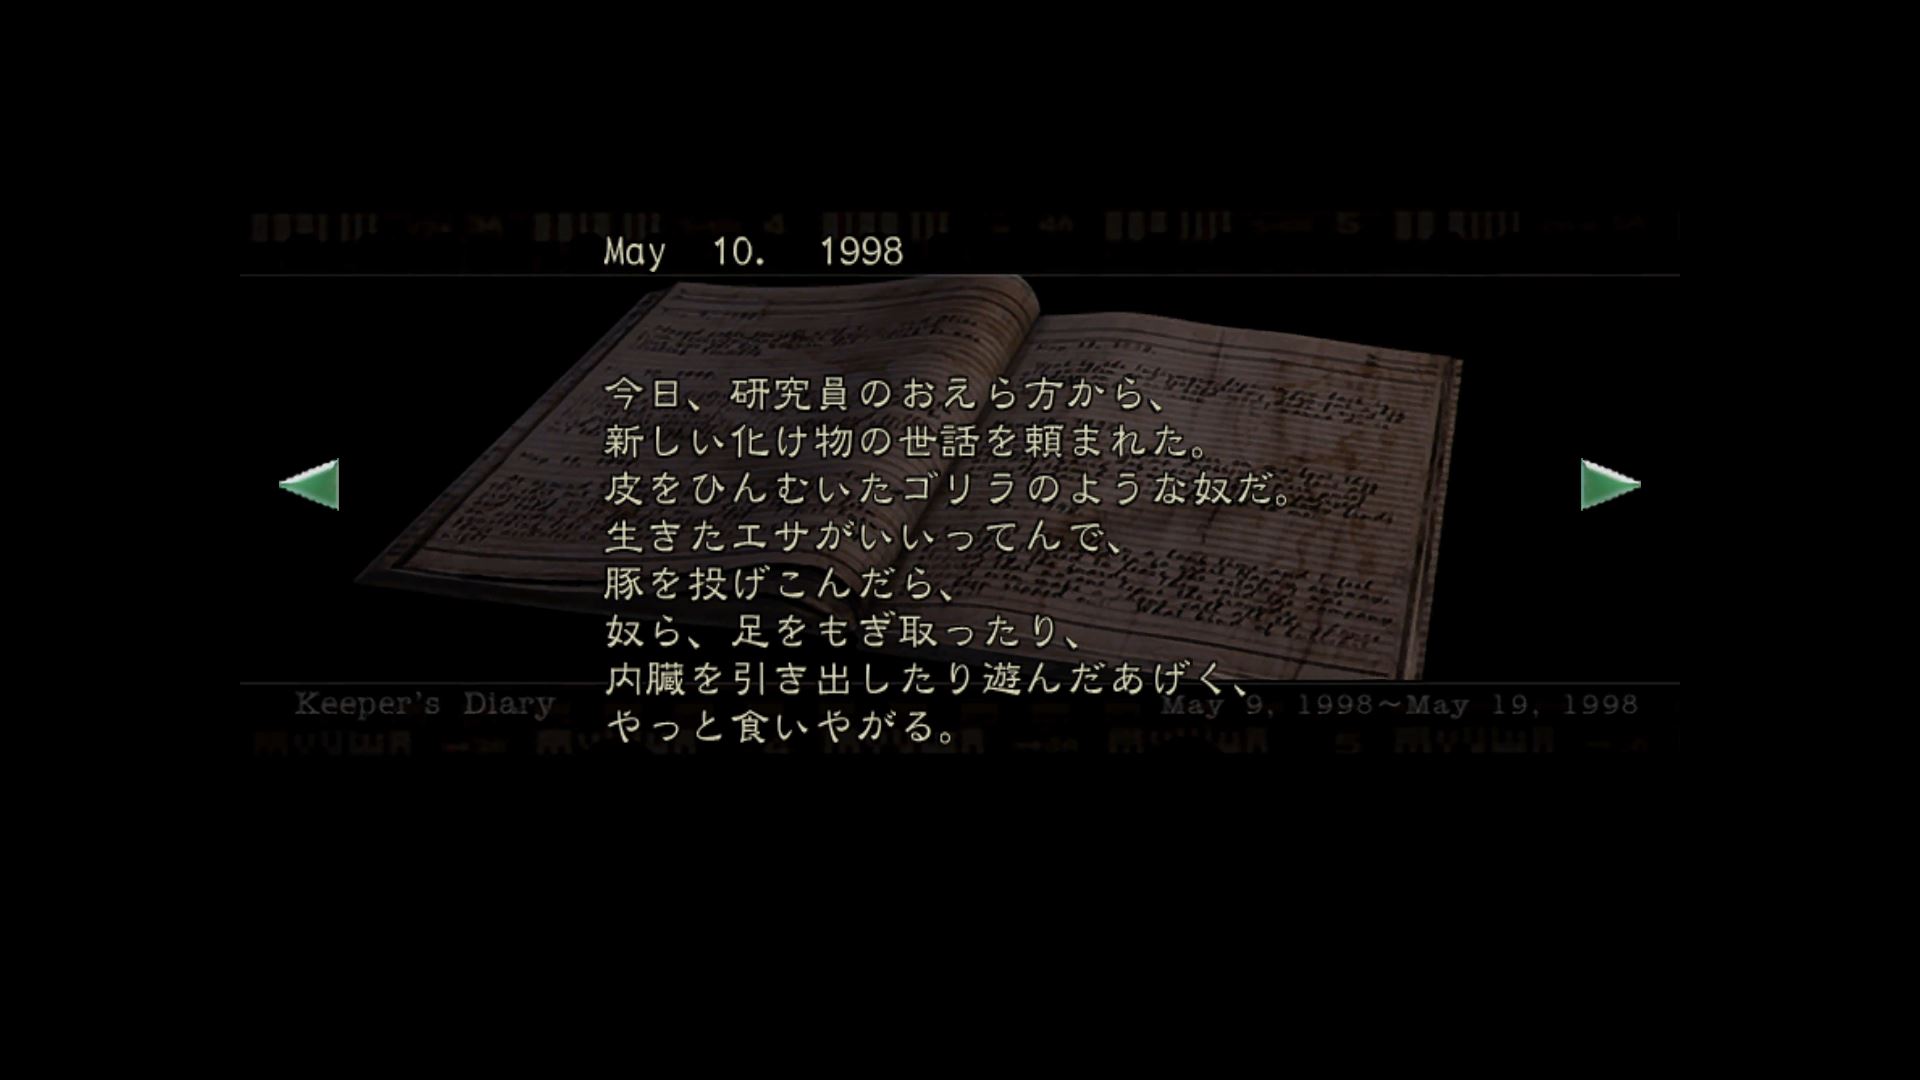 May 10. 1998
今日、研究員のおえら方から、
新しい化け物の世話を頼まれた。
皮をひんむいたゴリラのような奴だ。
生きたエサがいいってんで、
豚を投げこんだら、
奴ら、足をもぎ取ったり、
内臓を引き出したり遊んだあげく、
やっと食いやがる。
Keeper's Diary
May 9, 1998～May 19, 1998